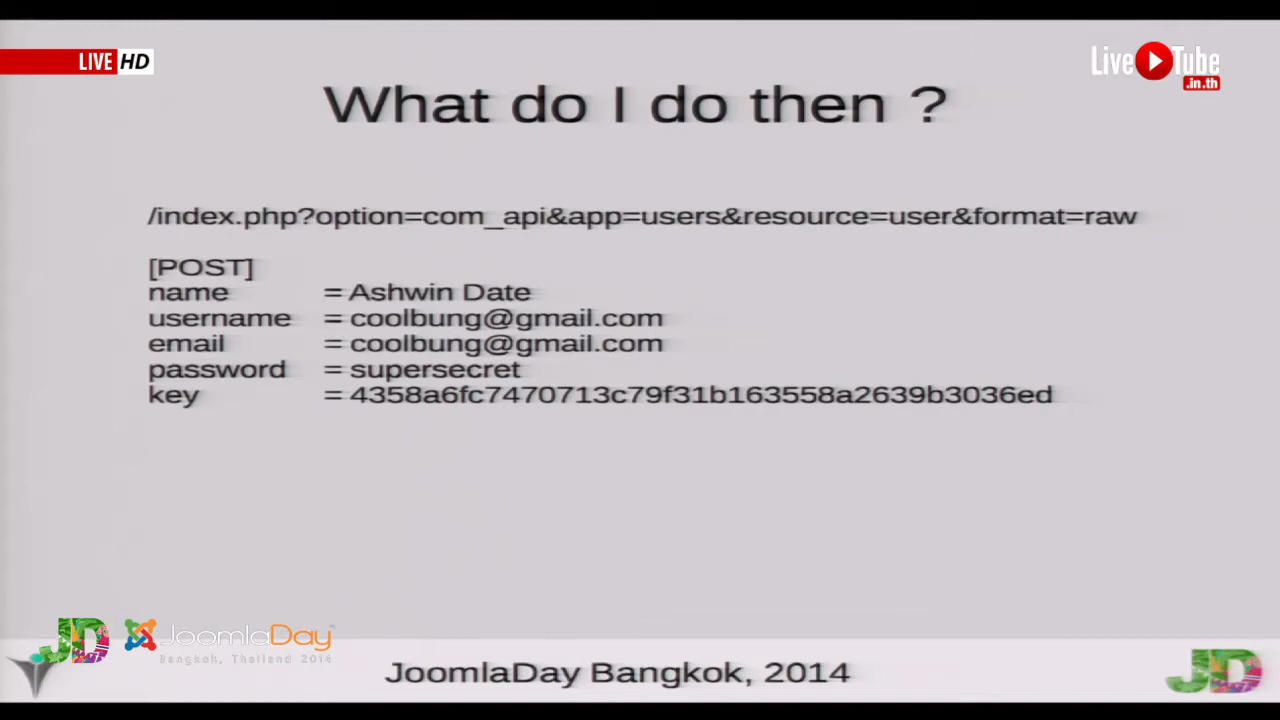 LIVE HD
Live Tube
.in.th
What do I do then ?
/index.php?option=com_api&app=users&resource=user&format=raw
[POST]
name = Ashwin Date
username = coolbung@gmail.com
email = coolbung@gmail.com
password = supersecret
key = 4358a6fc7470713c79f31b163558a2639b3036ed
JD JoomlaDay
Bangkok, Thailand 2014
JoomlaDay Bangkok, 2014
JD